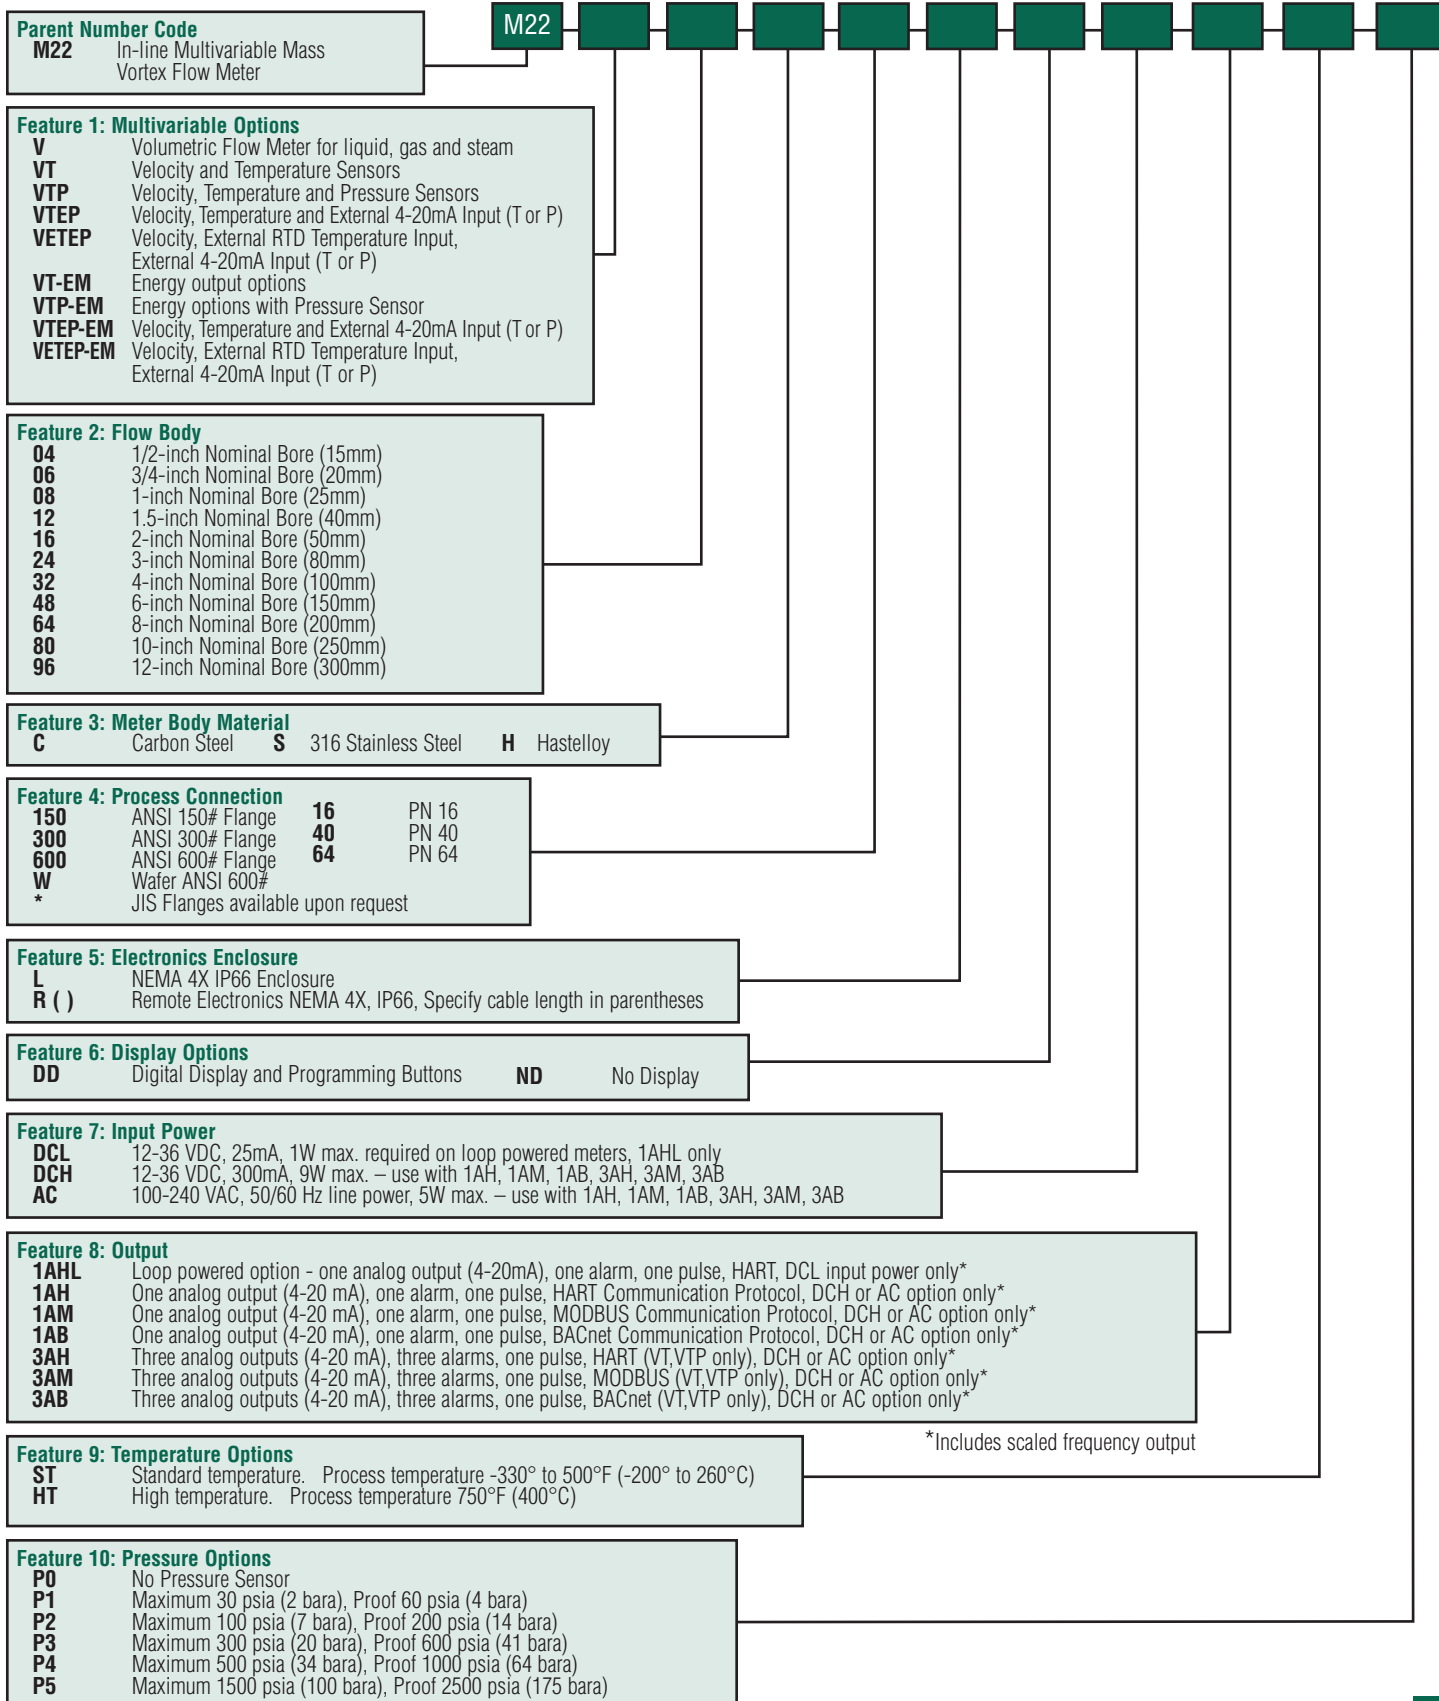 M22
Parent Number Code
M22 In-line Multivariable Mass
Vortex Flow Meter
Feature 1: Multivariable Options
V Volumetric Flow Meter for liquid, gas and steam
VT Velocity and Temperature Sensors
VTP Velocity, Temperature and Pressure Sensors
VTEP Velocity, Temperature and External 4-20mA Input (T or P)
VETEP Velocity, External RTD Temperature Input,
External 4-20mA Input (T or P)
VT-EM Energy output options
VTP-EM Energy options with Pressure Sensor
VTEP-EM Velocity, Temperature and External 4-20mA Input (T or P)
VETEP-EM Velocity, External RTD Temperature Input,
External 4-20mA Input (T or P)
Feature 2: Flow Body
04 1/2-inch Nominal Bore (15mm)
06 3/4-inch Nominal Bore (20mm)
08 1-inch Nominal Bore (25mm)
12 1.5-inch Nominal Bore (40mm)
16 2-inch Nominal Bore (50mm)
24 3-inch Nominal Bore (80mm)
32 4-inch Nominal Bore (100mm)
48 6-inch Nominal Bore (150mm)
64 8-inch Nominal Bore (200mm)
80 10-inch Nominal Bore (250mm)
96 12-inch Nominal Bore (300mm)
Feature 3: Meter Body Material
C Carbon Steel S 316 Stainless Steel H Hastelloy
Feature 4: Process Connection
150 ANSI 150# Flange 16 PN 16
300 ANSI 300# Flange 40 PN 40
600 ANSI 600# Flange 64 PN 64
W Wafer ANSI 600#
* JIS Flanges available upon request
Feature 5: Electronics Enclosure
L NEMA 4X IP66 Enclosure
R ( ) Remote Electronics NEMA 4X, IP66, Specify cable length in parentheses
Feature 6: Display Options
DD Digital Display and Programming Buttons ND No Display
Feature 7: Input Power
DCL 12-36 VDC, 25mA, 1W max. required on loop powered meters, 1AHL only
DCH 12-36 VDC, 300mA, 9W max. – use with 1AH, 1AM, 1AB, 3AH, 3AM, 3AB
AC 100-240 VAC, 50/60 Hz line power, 5W max. – use with 1AH, 1AM, 1AB, 3AH, 3AM, 3AB
Feature 8: Output
1AHL Loop powered option - one analog output (4-20mA), one alarm, one pulse, HART, DCL input power only*
1AH One analog output (4-20 mA), one alarm, one pulse, HART Communication Protocol, DCH or AC option only*
1AM One analog output (4-20 mA), one alarm, one pulse, MODBUS Communication Protocol, DCH or AC option only*
1AB One analog output (4-20 mA), one alarm, one pulse, BACnet Communication Protocol, DCH or AC option only*
3AH Three analog outputs (4-20 mA), three alarms, one pulse, HART (VT,VTP only), DCH or AC option only*
3AM Three analog outputs (4-20 mA), three alarms, one pulse, MODBUS (VT,VTP only), DCH or AC option only*
3AB Three analog outputs (4-20 mA), three alarms, one pulse, BACnet (VT,VTP only), DCH or AC option only*
*Includes scaled frequency output
Feature 9: Temperature Options
ST Standard temperature. Process temperature -330° to 500°F (-200° to 260°C)
HT High temperature. Process temperature 750°F (400°C)
Feature 10: Pressure Options
P0 No Pressure Sensor
P1 Maximum 30 psia (2 bara), Proof 60 psia (4 bara)
P2 Maximum 100 psia (7 bara), Proof 200 psia (14 bara)
P3 Maximum 300 psia (20 bara), Proof 600 psia (41 bara)
P4 Maximum 500 psia (34 bara), Proof 1000 psia (64 bara)
P5 Maximum 1500 psia (100 bara), Proof 2500 psia (175 bara)